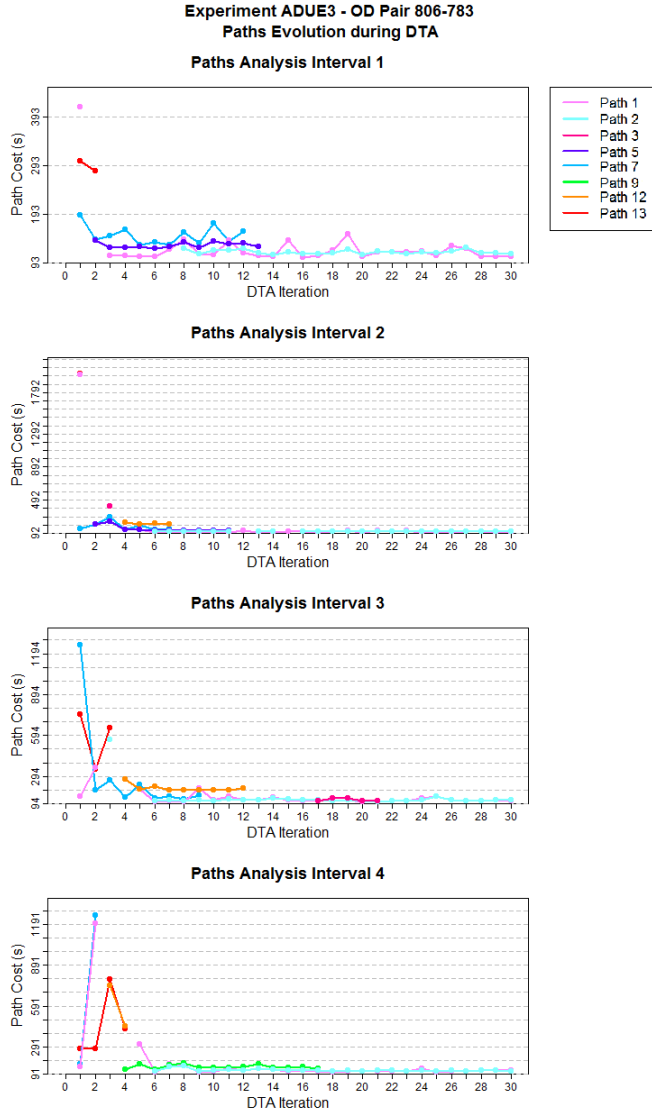 Experiment ADUE3 - OD Pair 806-783
Paths Evolution during DTA
Paths Analysis Interval 1
Path Cost (s)
393
293
193
93
0 2 4 6 8 10 12 14 16 18 20 22 24 26 28 30
DTA Iteration
Path 1
Path 2
Path 3
Path 5
Path 7
Path 9
Path 12
Path 13
Paths Analysis Interval 2
Path Cost (s)
1792
1292
892
492
92
0 2 4 6 8 10 12 14 16 18 20 22 24 26 28 30
DTA Iteration
Paths Analysis Interval 3
Path Cost (s)
1194
894
594
294
94
0 2 4 6 8 10 12 14 16 18 20 22 24 26 28 30
DTA Iteration
Paths Analysis Interval 4
Path Cost (s)
1191
891
591
291
91
0 2 4 6 8 10 12 14 16 18 20 22 24 26 28 30
DTA Iteration